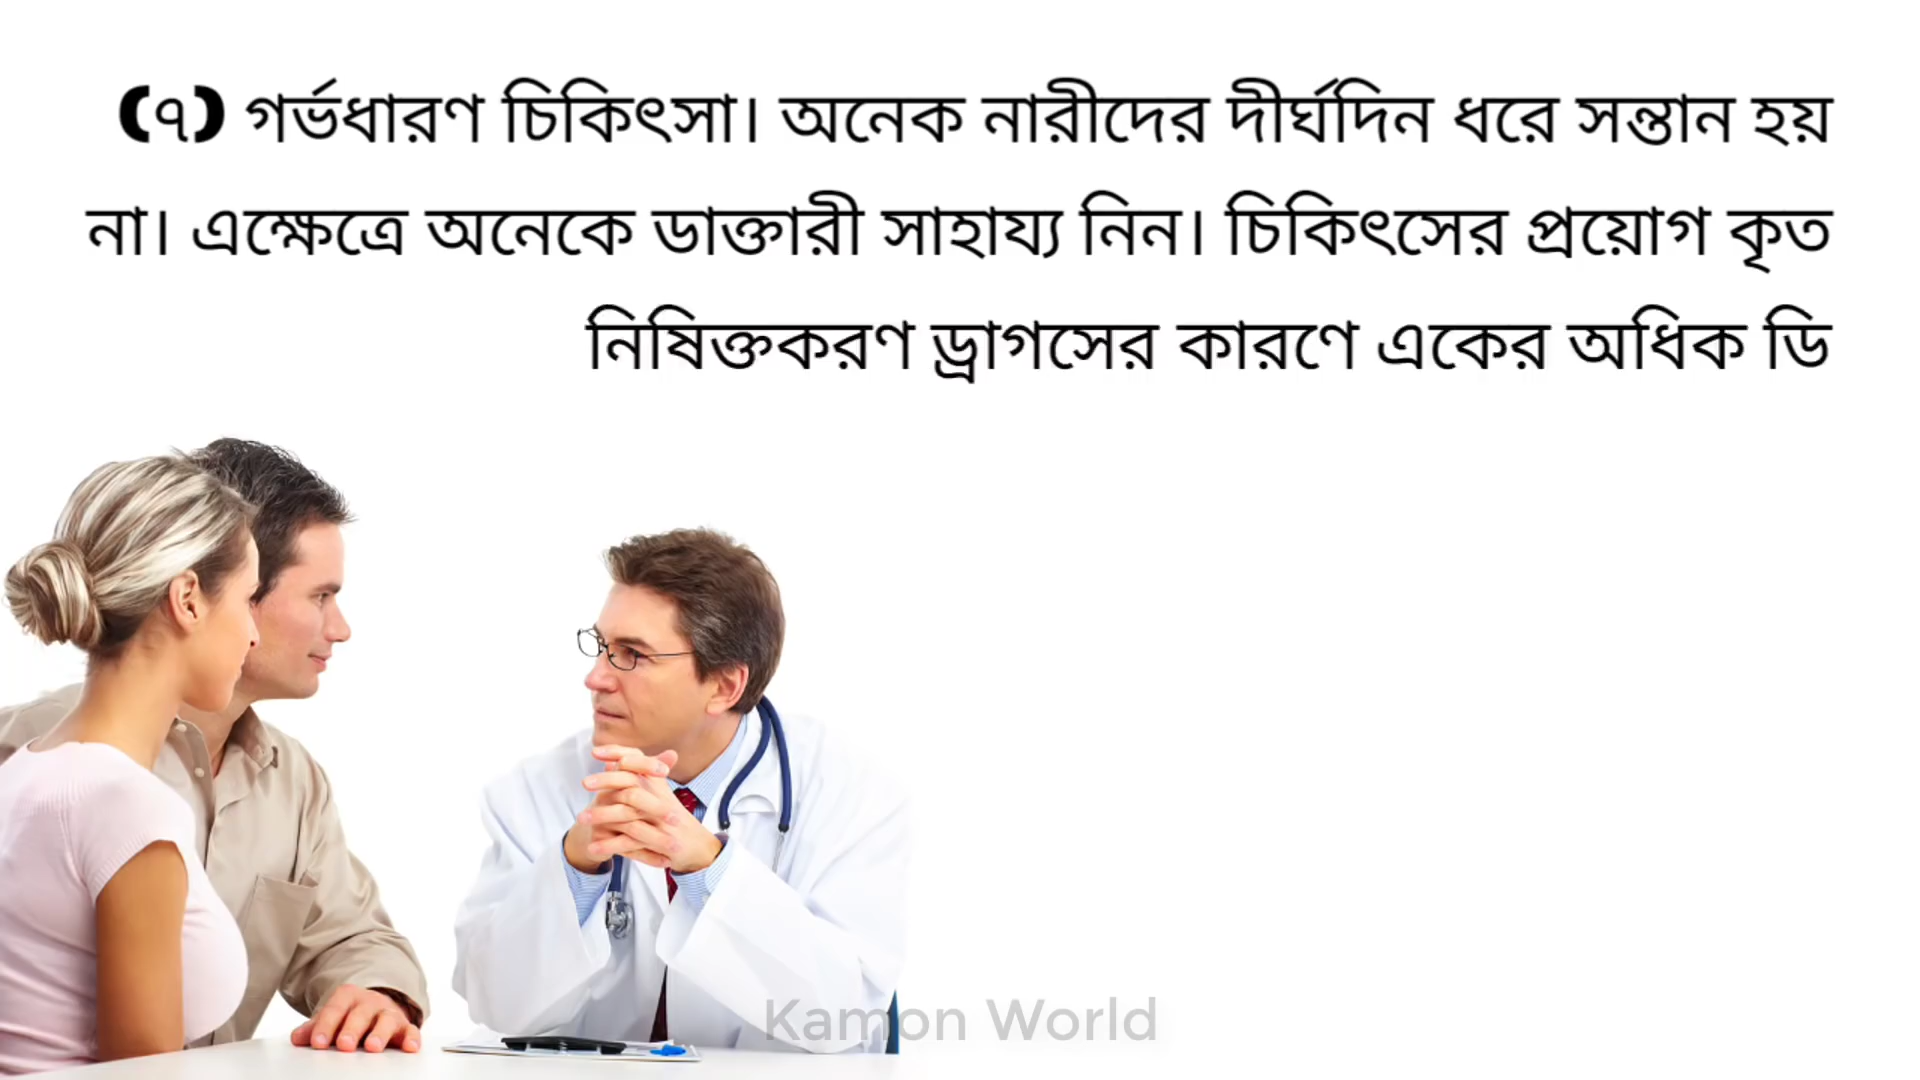 (৭) গর্ভধারণ চিকিৎসা। অনেক নারীদের দীর্ঘদিন ধরে সন্তান হয়
না। এক্ষেত্রে অনেকে ডাক্তারী সাহায্য নিন। চিকিৎসের প্রয়োগ কৃত
নিষিক্তকরণ ড্রাগসের কারণে একের অধিক ডি
Kamon World